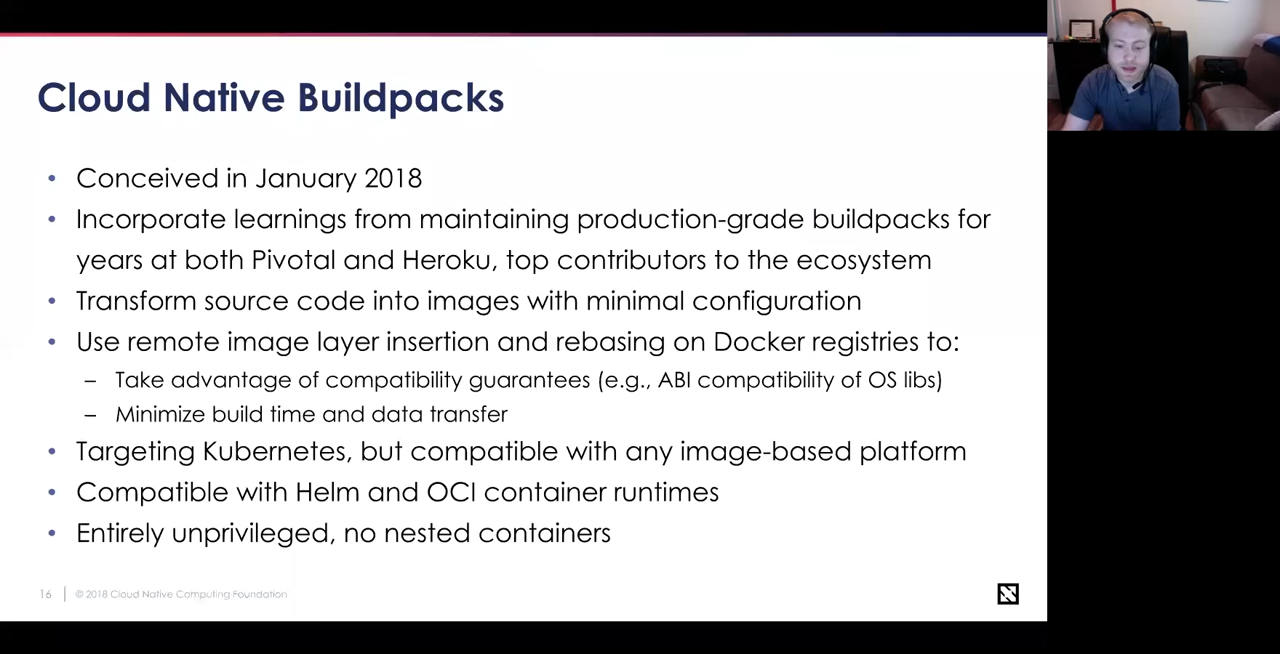 Cloud Native Buildpacks
• Conceived in January 2018
• Incorporate learnings from maintaining production-grade buildpacks for
years at both Pivotal and Heroku, top contributors to the ecosystem
• Transform source code into images with minimal configuration
• Use remote image layer insertion and rebasing on Docker registries to:
– Take advantage of compatibility guarantees (e.g., ABI compatibility of OS libs)
– Minimize build time and data transfer
• Targeting Kubernetes, but compatible with any image-based platform
• Compatible with Helm and OCI container runtimes
• Entirely unprivileged, no nested containers
16 | © 2018 Cloud Native Computing Foundation